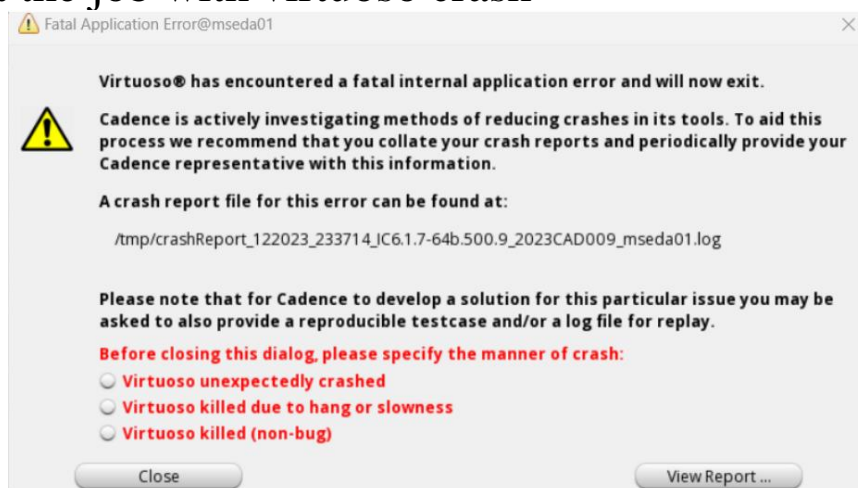 the job with virtuoso crash
Fatal Application Error@mseda01
Virtuoso® has encountered a fatal internal application error and will now exit.
Cadence is actively investigating methods of reducing crashes in its tools. To aid this
process we recommend that you collate your crash reports and periodically provide your
Cadence representative with this information.
A crash report file for this error can be found at:
/tmp/crashReport_122023_233714_IC6.1.7-64b.500.9_2023CAD009_mseda01.log
Please note that for Cadence to develop a solution for this particular issue you may be
asked to also provide a reproducible testcase and/or a log file for replay.
Before closing this dialog, please specify the manner of crash:
Virtuoso unexpectedly crashed
Virtuoso killed due to hang or slowness
Virtuoso killed (non-bug)
Close
View Report ...